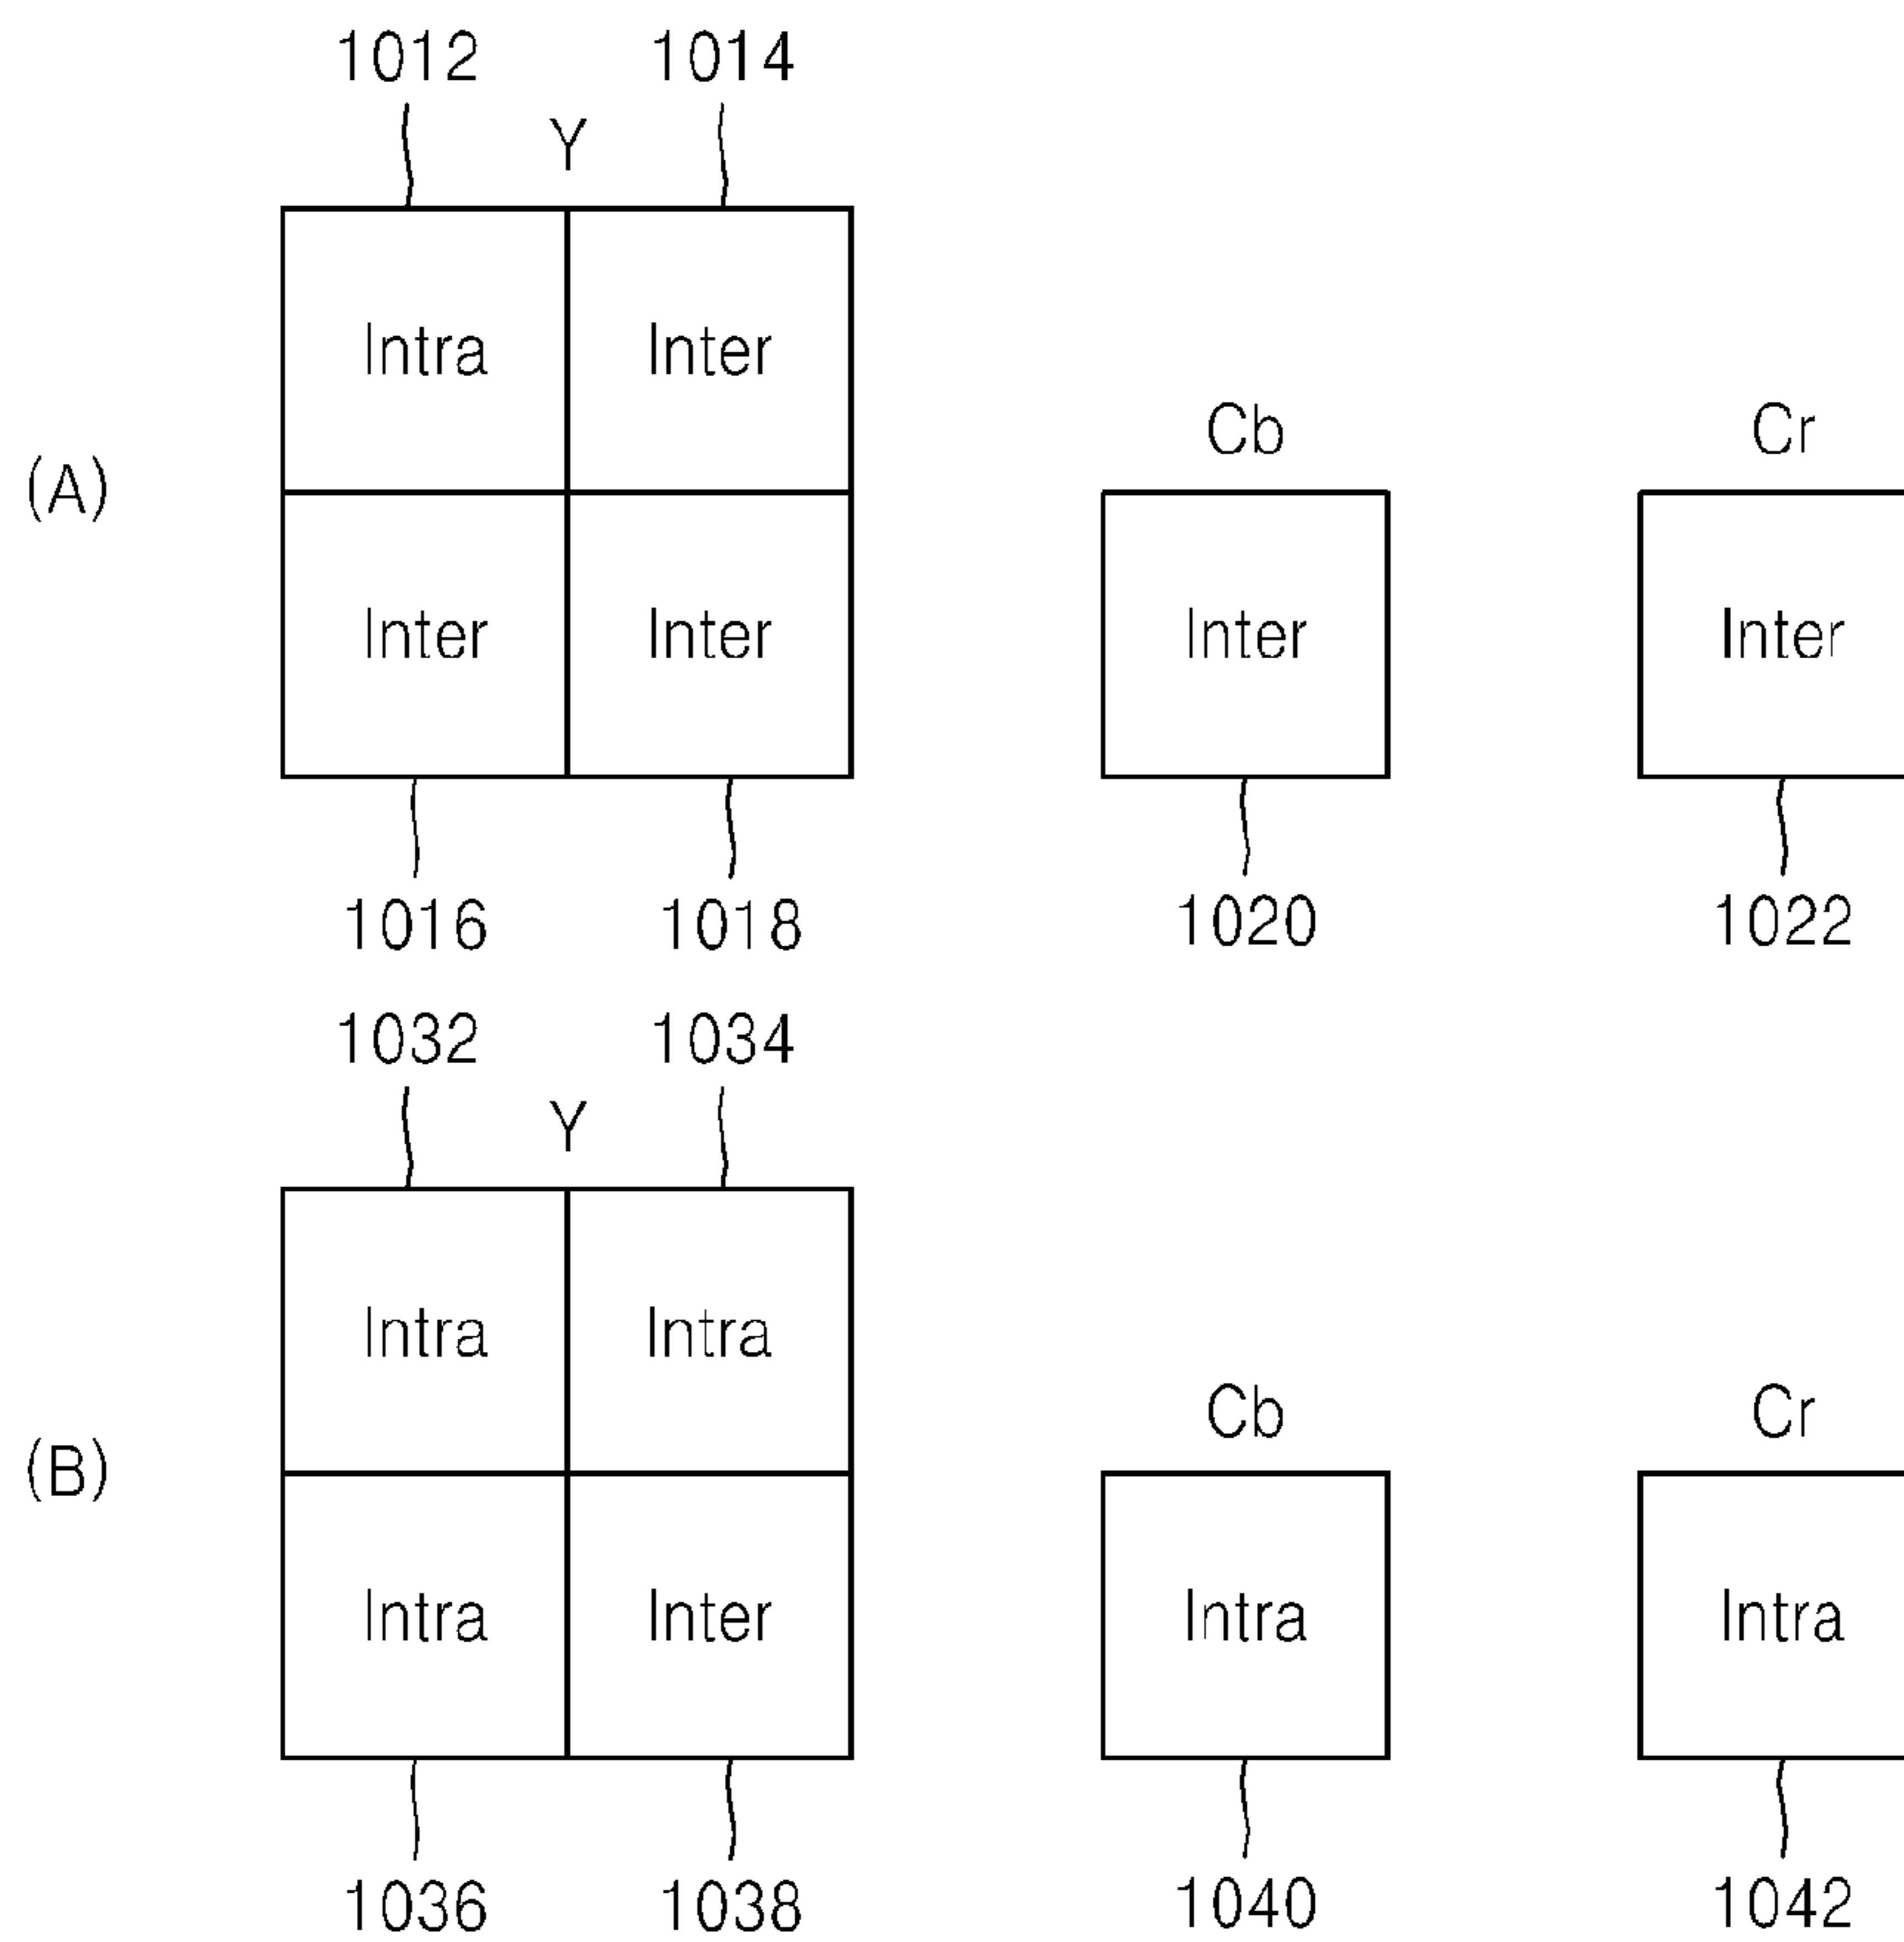 1012 1014
Y
Intra Inter
Cb Cr
(A)
Inter Inter Inter Inter
1016 1018 1020 1022
1032 1034
Y
Intra Intra
Cb Cr
(B)
Intra Inter Intra Intra
1036 1038 1040 1042